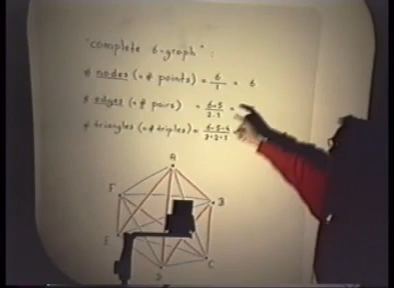 "complete 6-graph" :
# nodes (= # points) = 6/1 = 6
# edges (= # pairs) = 6·5/2·1 =
# triangles (= # triples) = 6·5·4/3·2·1 =
A
F
B
E
C
D